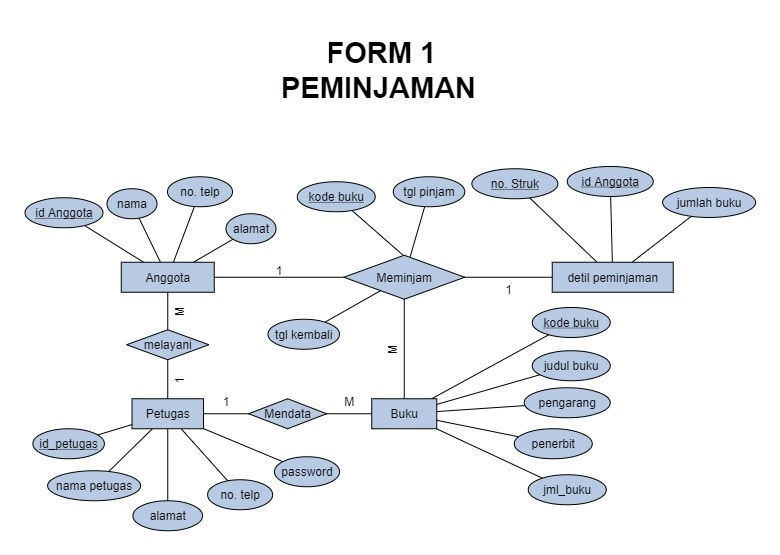 FORM 1
PEMINJAMAN
id Anggota
nama
no. telp
alamat
kode buku
tgl pinjam
no. Struk
id Anggota
jumlah buku
Anggota
1
Meminjam
1
detil peminjaman
M
melayani
1
tgl kembali
M
kode buku
judul buku
pengarang
penerbit
jml_buku
Petugas
1
Mendata
M
Buku
id_petugas
nama petugas
alamat
no. telp
password